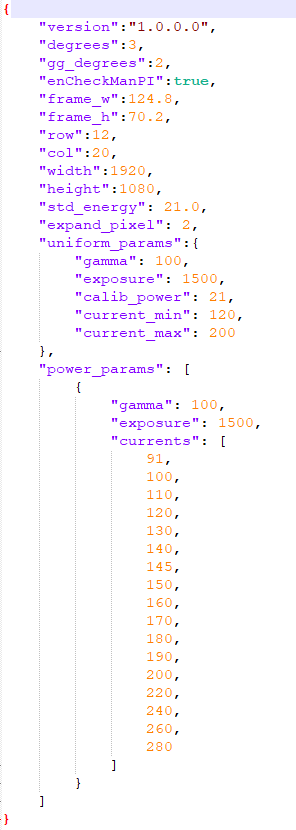 {
"version":"1.0.0.0",
"degrees":3,
"gg_degrees":2,
"enCheckManPI":true,
"frame_w":124.8,
"frame_h":70.2,
"row":12,
"col":20,
"width":1920,
"height":1080,
"std_energy": 21.0,
"expand_pixel": 2,
"uniform_params":{
"gamma": 100,
"exposure": 1500,
"calib_power": 21,
"current_min": 120,
"current_max": 200
},
"power_params": [
{
"gamma": 100,
"exposure": 1500,
"currents": [
91,
100,
110,
120,
130,
140,
145,
150,
160,
170,
180,
190,
200,
220,
240,
260,
280
]
}
]
}